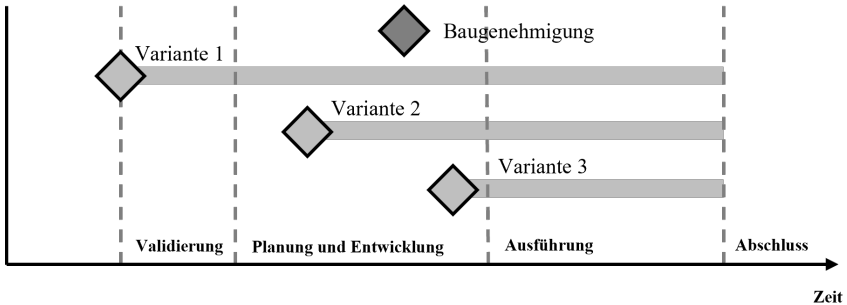 Baugenehmigung
Variante 1
Variante 2
Variante 3
Validierung
Planung und Entwicklung
Ausführung
Abschluss
Zeit